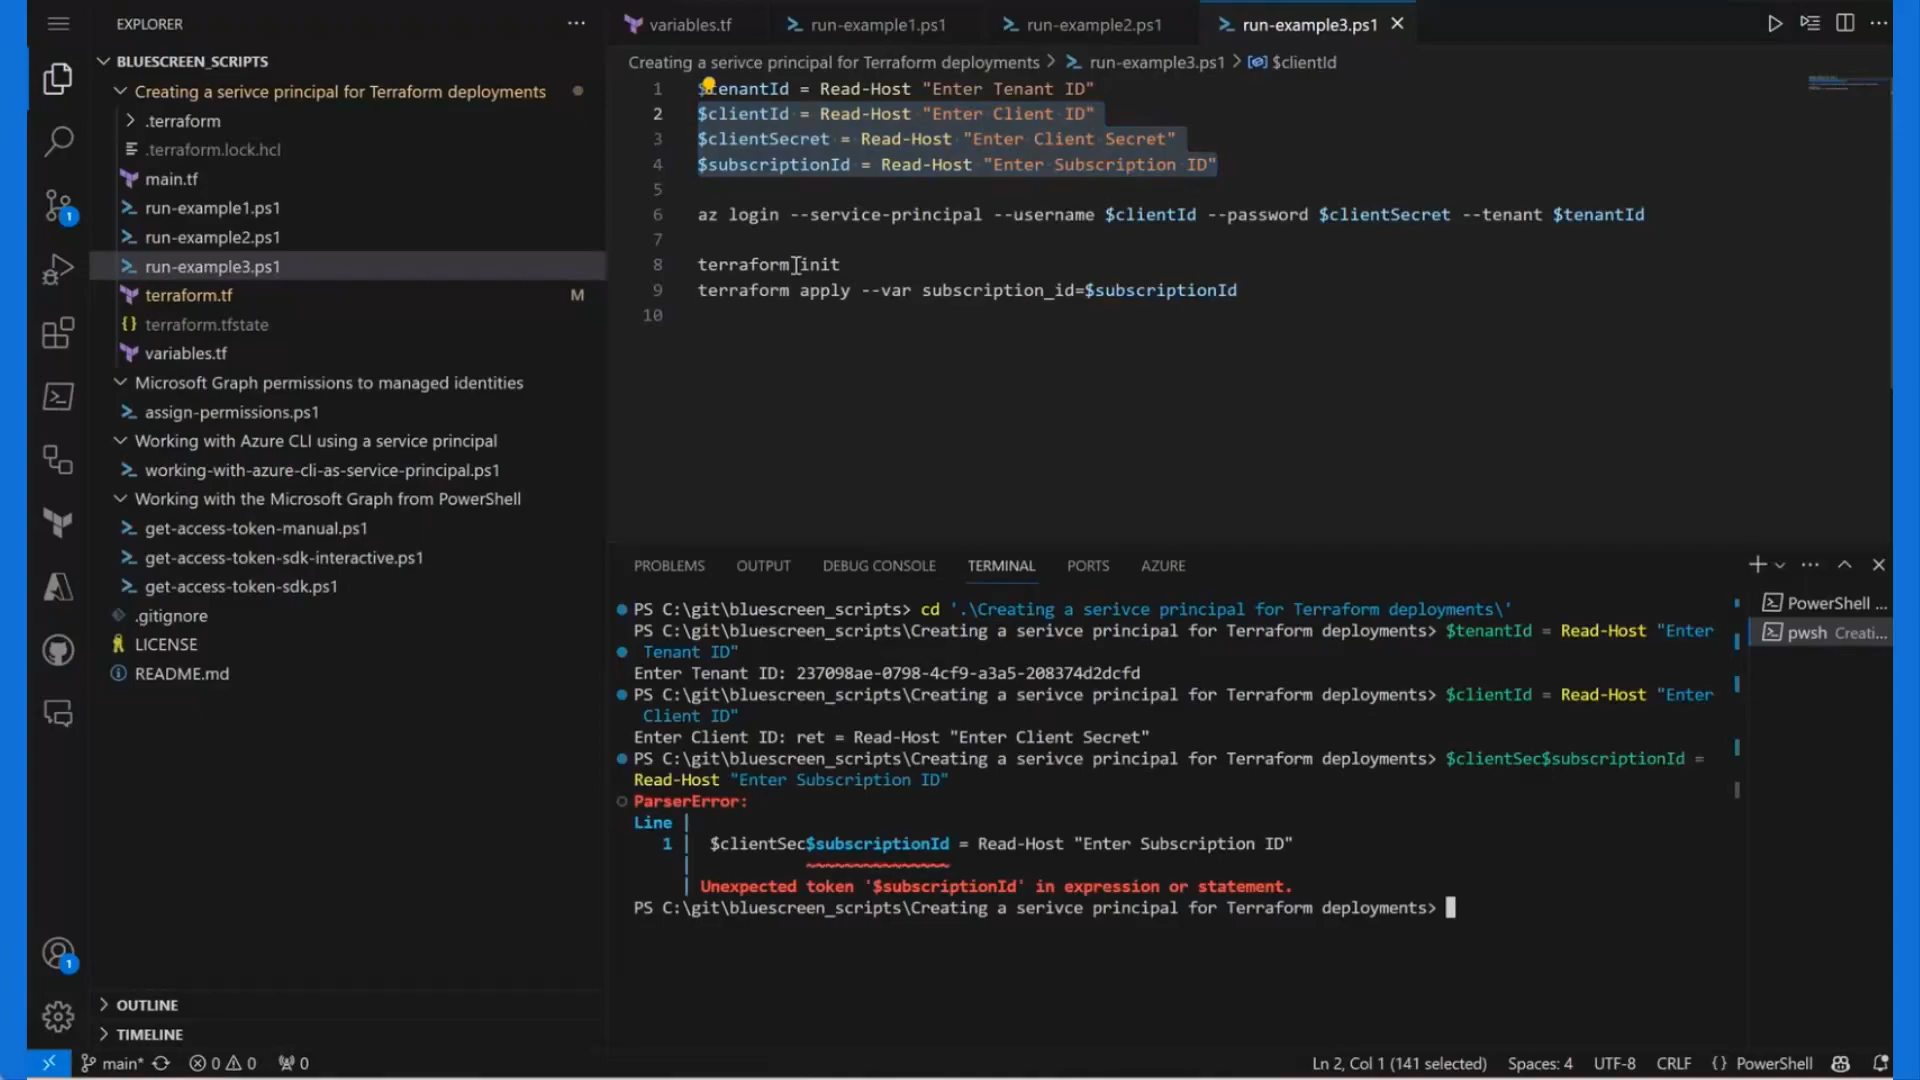 EXPLORER
BLUESCREEN_SCRIPTS
Creating a serivce principal for Terraform deployments
.terraform
.terraform.lock.hcl
main.tf
run-example1.ps1
run-example2.ps1
run-example3.ps1
terraform.tf M
terraform.tfstate
variables.tf
Microsoft Graph permissions to managed identities
assign-permissions.ps1
Working with Azure CLI using a service principal
working-with-azure-cli-as-service-principal.ps1
Working with the Microsoft Graph from PowerShell
get-access-token-manual.ps1
get-access-token-sdk-interactive.ps1
get-access-token-sdk.ps1
.gitignore
LICENSE
README.md
OUTLINE
TIMELINE
1
1
variables.tf run-example1.ps1 run-example2.ps1 run-example3.ps1
Creating a serivce principal for Terraform deployments > run-example3.ps1 > $clientId
1 $tenantId = Read-Host "Enter Tenant ID"
2 $clientId = Read-Host "Enter Client ID"
3 $clientSecret = Read-Host "Enter Client Secret"
4 $subscriptionId = Read-Host "Enter Subscription ID"
5
6 az login --service-principal --username $clientId --password $clientSecret --tenant $tenantId
7
8 terraform init
9 terraform apply --var subscription_id=$subscriptionId
10
PROBLEMS OUTPUT DEBUG CONSOLE TERMINAL PORTS AZURE
PS C:\git\bluescreen_scripts> cd '.\Creating a serivce principal for Terraform deployments\'
PS C:\git\bluescreen_scripts\Creating a serivce principal for Terraform deployments> $tenantId = Read-Host "Enter
Tenant ID"
Enter Tenant ID: 237098ae-0798-4cf9-a3a5-208374d2dcfd
PS C:\git\bluescreen_scripts\Creating a serivce principal for Terraform deployments> $clientId = Read-Host "Enter
Client ID"
Enter Client ID: ret = Read-Host "Enter Client Secret"
PS C:\git\bluescreen_scripts\Creating a serivce principal for Terraform deployments> $clientSec$subscriptionId =
Read-Host "Enter Subscription ID"
ParserError:
Line |
1 | $clientSec$subscriptionId = Read-Host "Enter Subscription ID"
| ~~~~~~~~~~~~~~~
| Unexpected token '$subscriptionId' in expression or statement.
PS C:\git\bluescreen_scripts\Creating a serivce principal for Terraform deployments>
PowerShell ...
pwsh Creati...
main* 0 0 0
Ln 2, Col 1 (141 selected) Spaces: 4 UTF-8 CRLF {} PowerShell